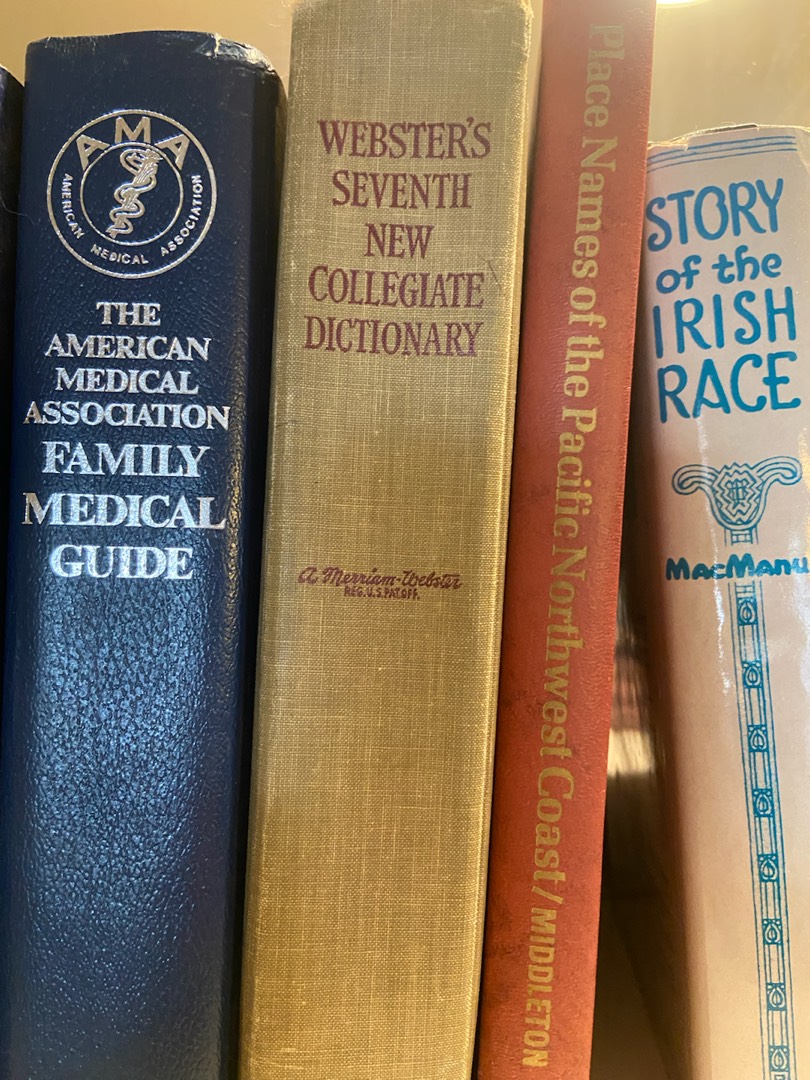 AMA
AMERICAN MEDICAL ASSOCIATION
THE
AMERICAN
MEDICAL
ASSOCIATION
FAMILY
MEDICAL
GUIDE
WEBSTER'S
SEVENTH
NEW
COLLEGIATE
DICTIONARY
a Merriam-Webster
REG. U.S. PAT. OFF.
Place Names of the Pacific Northwest Coast/MIDDLETON
STORY
of the
IRISH
RACE
MacManu